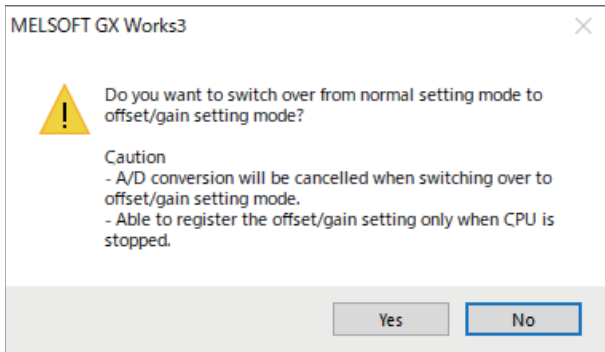 MELSOFT GX Works3
Do you want to switch over from normal setting mode to
offset/gain setting mode?
Caution
- A/D conversion will be cancelled when switching over to
offset/gain setting mode.
- Able to register the offset/gain setting only when CPU is
stopped.
Yes
No